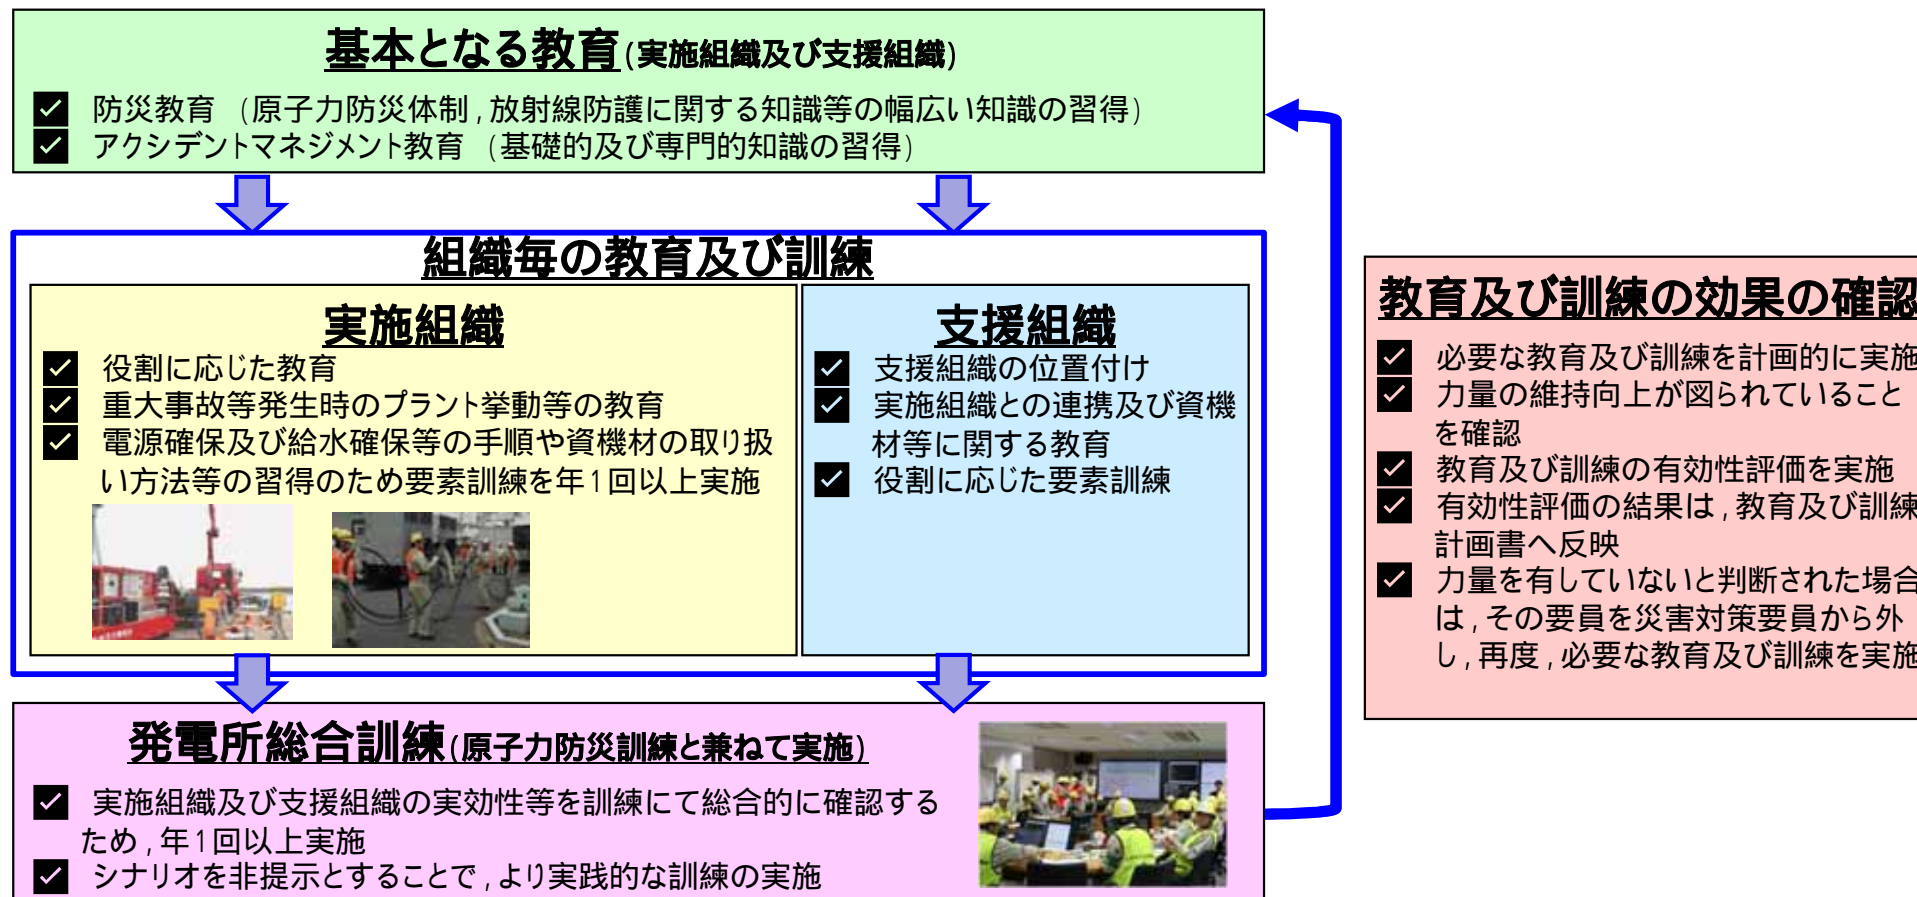 基本となる教育(実施組織及び支援組織)
防災教育 (原子力防災体制,放射線防護に関する知識等の幅広い知識の習得)
アクシデントマネジメント教育 (基礎的及び専門的知識の習得)
組織毎の教育及び訓練
実施組織
役割に応じた教育
重大事故等発生時のプラント挙動等の教育
電源確保及び給水確保等の手順や資機材の取り扱
い方法等の習得のため要素訓練を年1回以上実施
支援組織
支援組織の位置付け
実施組織との連携及び資機
材等に関する教育
役割に応じた要素訓練
発電所総合訓練(原子力防災訓練と兼ねて実施)
実施組織及び支援組織の実効性等を訓練にて総合的に確認する
ため,年1回以上実施
シナリオを非提示とすることで,より実践的な訓練の実施
教育及び訓練の効果の確認
必要な教育及び訓練を計画的に実施
力量の維持向上が図られていること
を確認
教育及び訓練の有効性評価を実施
有効性評価の結果は,教育及び訓練
計画書へ反映
力量を有していないと判断された場合
は,その要員を災害対策要員から外
し,再度,必要な教育及び訓練を実施